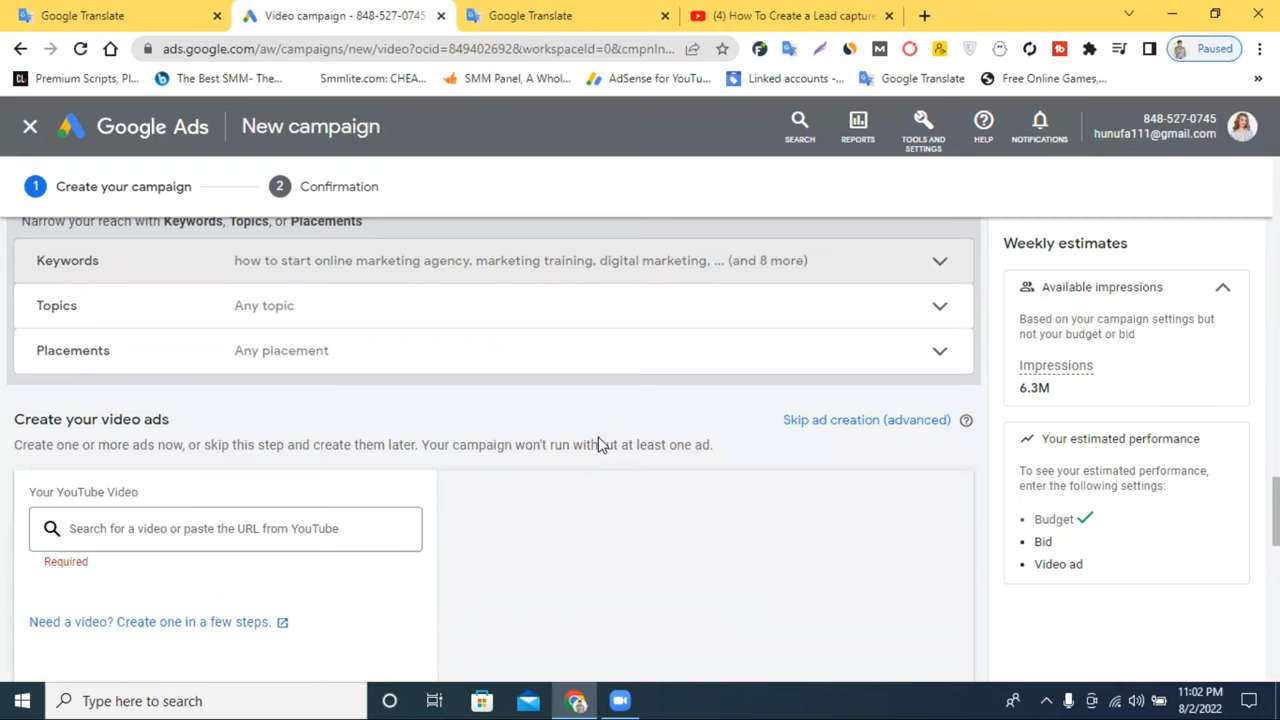 Google Translate
Video campaign - 848-527-0745
Google Translate
(4) How To Create a Lead capture
ads.google.com/aw/campaigns/new/video?ocid=849402692&workspaceId=0&cmpnIn...
Paused
Premium Scripts, Pl...
The Best SMM- The...
Smmlite.com: CHEA...
SMM Panel, A Whol...
AdSense for YouTu...
Linked accounts -...
Google Translate
Free Online Games,...
»
Google Ads
New campaign
SEARCH
REPORTS
TOOLS AND SETTINGS
HELP
NOTIFICATIONS
848-527-0745
hunufa111@gmail.com
1 Create your campaign
2 Confirmation
Narrow your reach with Keywords, Topics, or Placements
Keywords how to start online marketing agency, marketing training, digital marketing, ... (and 8 more)
Topics Any topic
Placements Any placement
Create your video ads
Skip ad creation (advanced)
Create one or more ads now, or skip this step and create them later. Your campaign won't run without at least one ad.
Your YouTube Video
Search for a video or paste the URL from YouTube
Required
Need a video? Create one in a few steps.
Weekly estimates
Available impressions
Based on your campaign settings but
not your budget or bid
Impressions
6.3M
Your estimated performance
To see your estimated performance,
enter the following settings:
• Budget
• Bid
• Video ad
Type here to search
11:02 PM
8/2/2022